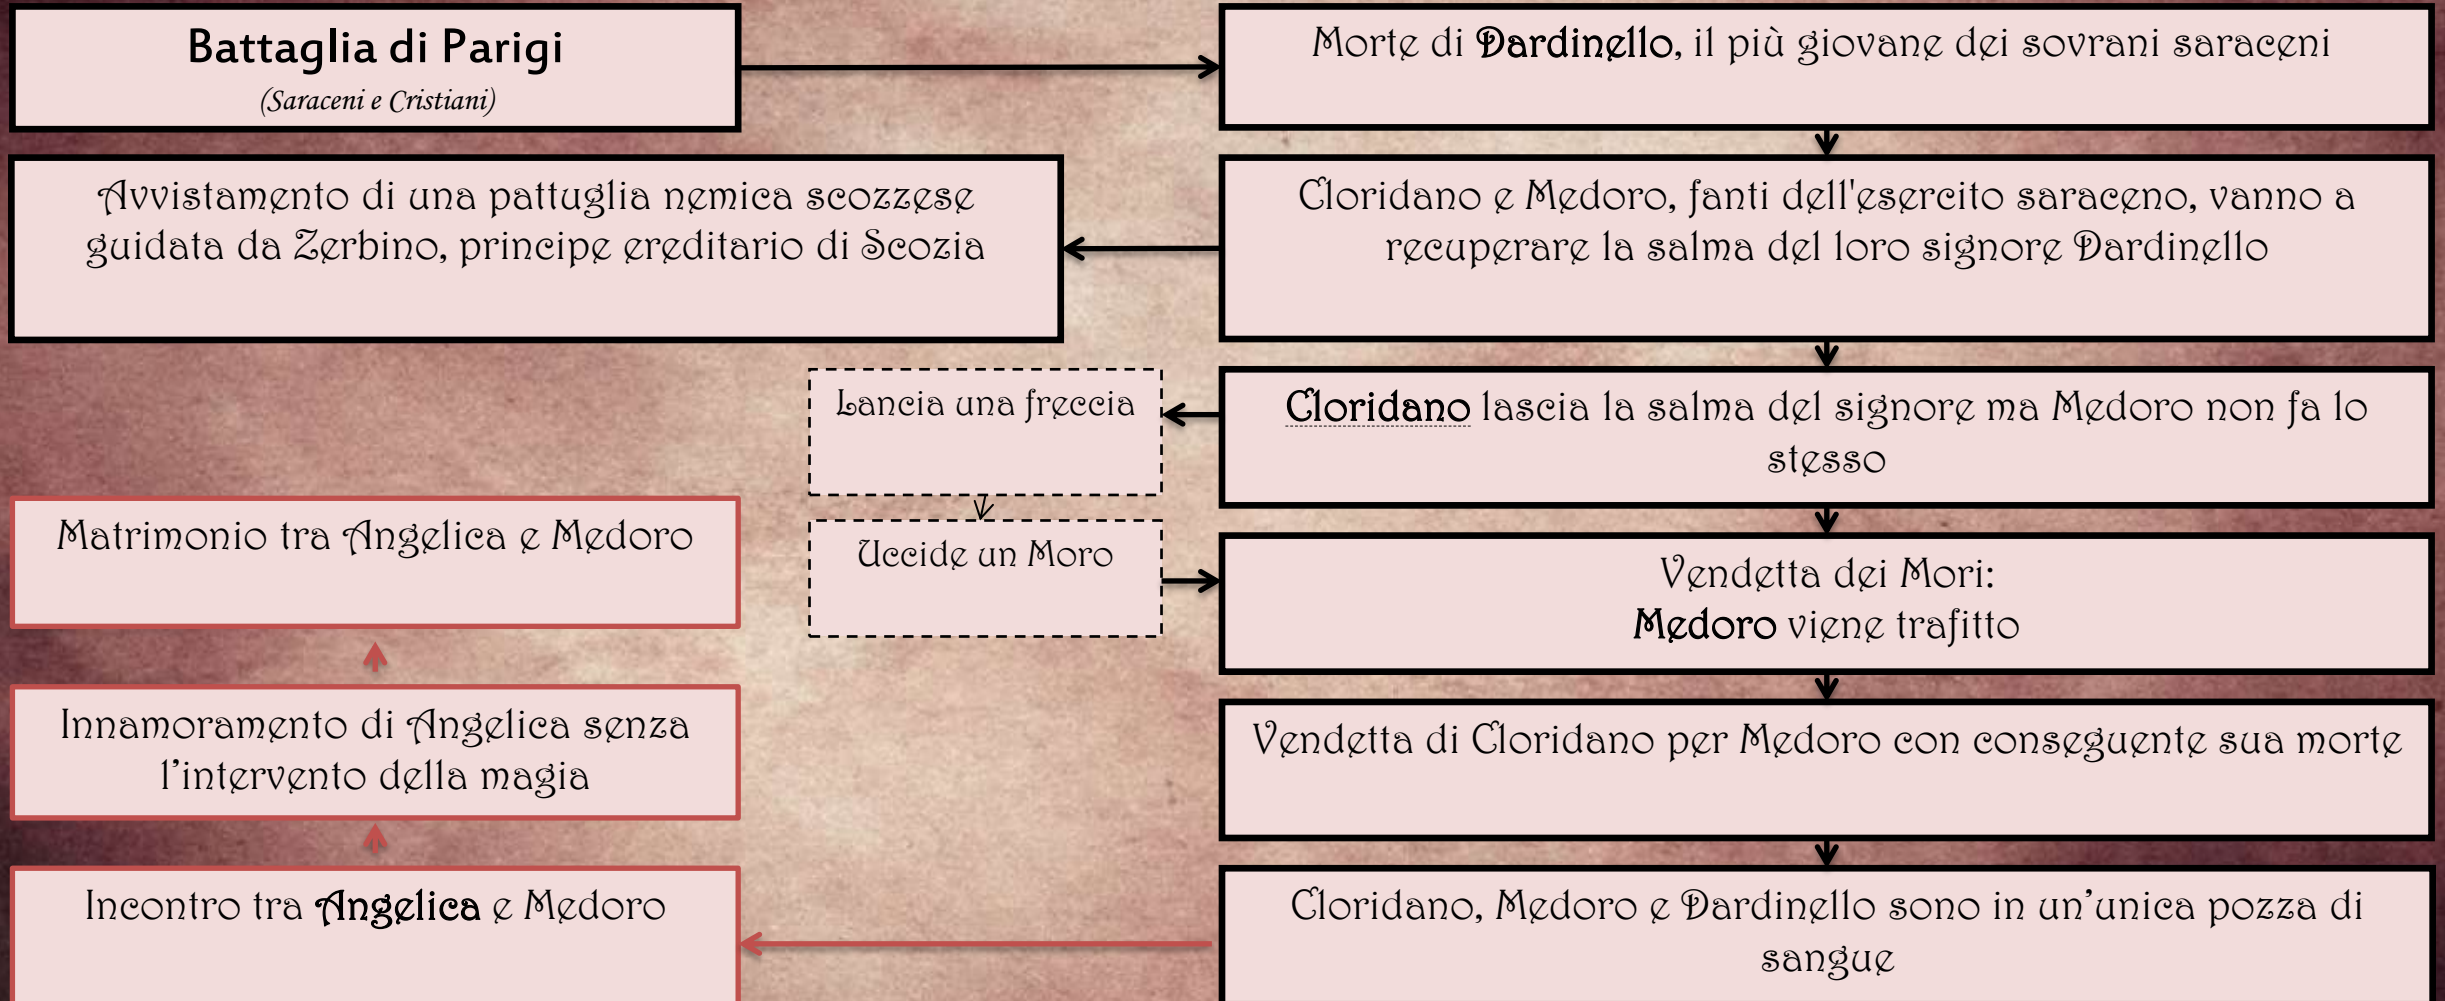 Battaglia di Parigi
(Saraceni e Cristiani)
Morte di Dardinello, il più giovane dei sovrani saraceni
Cloridano e Medoro, fanti dell'esercito saraceno, vanno a
recuperare la salma del loro signore Dardinello
Avvistamento di una pattuglia nemica scozzese
guidata da Zerbino, principe ereditario di Scozia
Cloridano lascia la salma del signore ma Medoro non fa lo
stesso
Lancia una freccia
Uccide un Moro
Vendetta dei Mori:
Medoro viene trafitto
Vendetta di Cloridano per Medoro con conseguente sua morte
Cloridano, Medoro e Dardinello sono in un’unica pozza di
sangue
Incontro tra Angelica e Medoro
Innamoramento di Angelica senza
l’intervento della magia
Matrimonio tra Angelica e Medoro